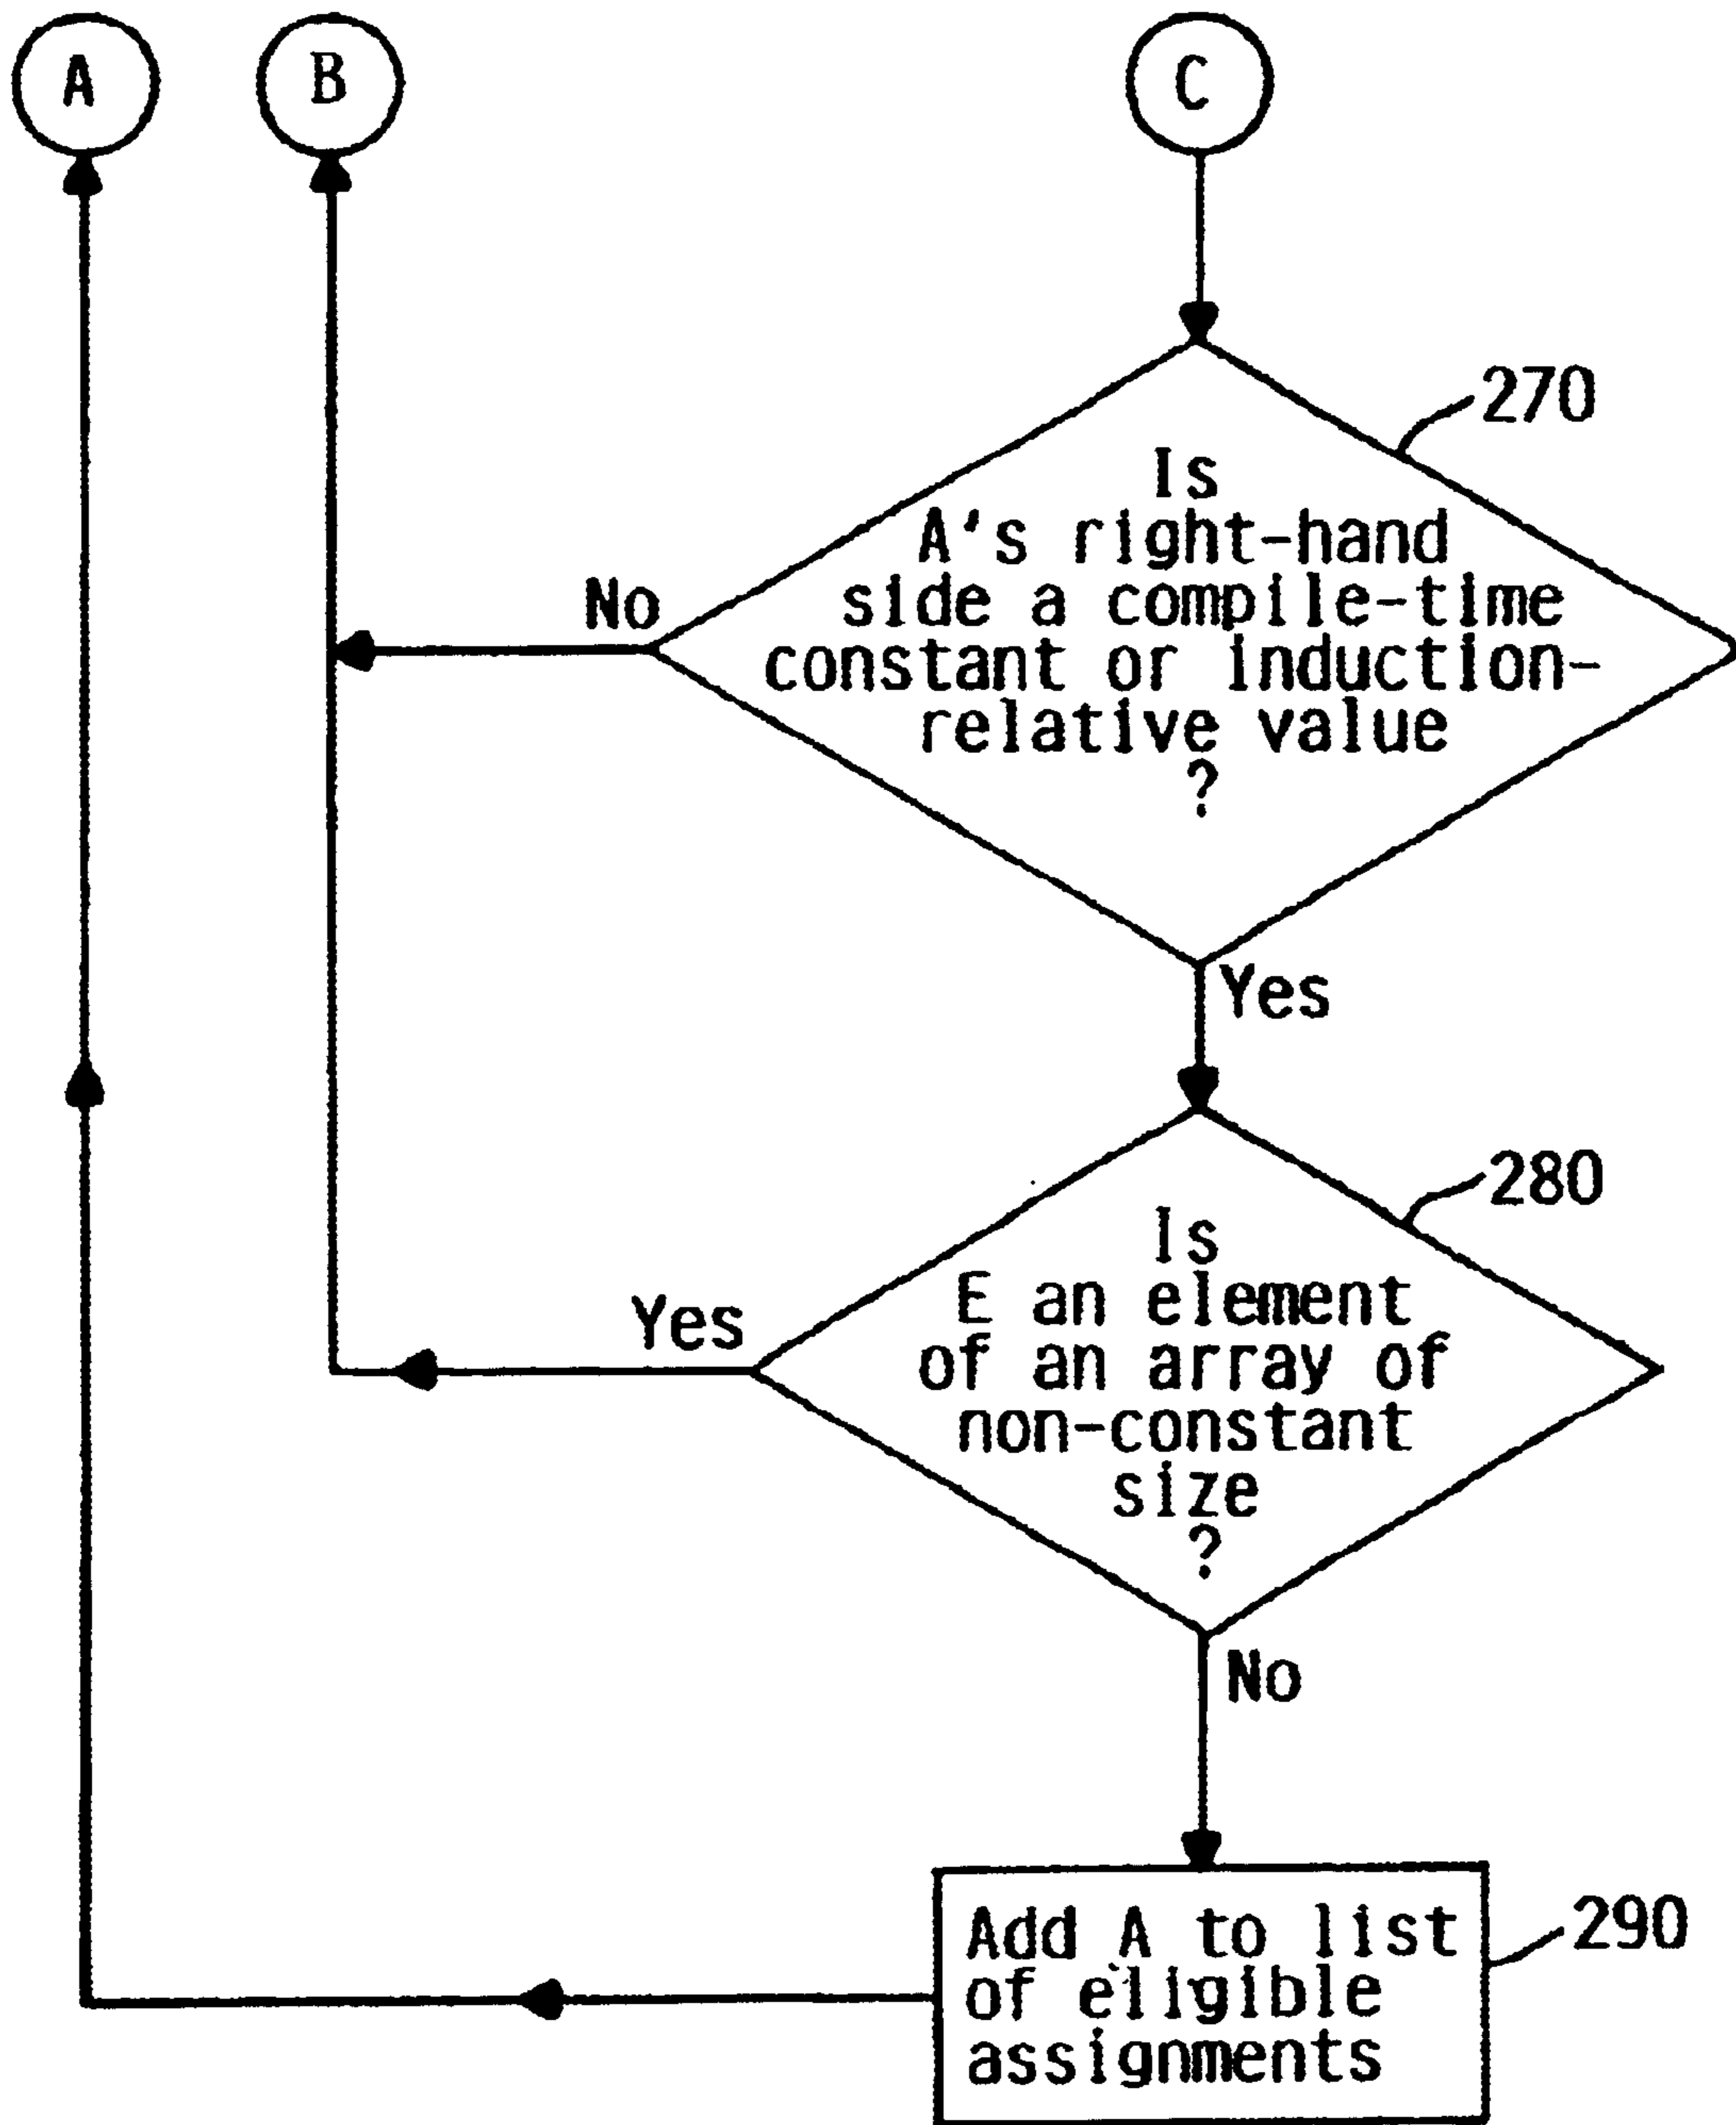 A
B
C
270
Is
A's right-hand
side a compile-time
constant or induction-
relative value
?
No
Yes
280
Is
E an element
of an array of
non-constant
size
?
Yes
No
290
Add A to list
of eligible
assignments